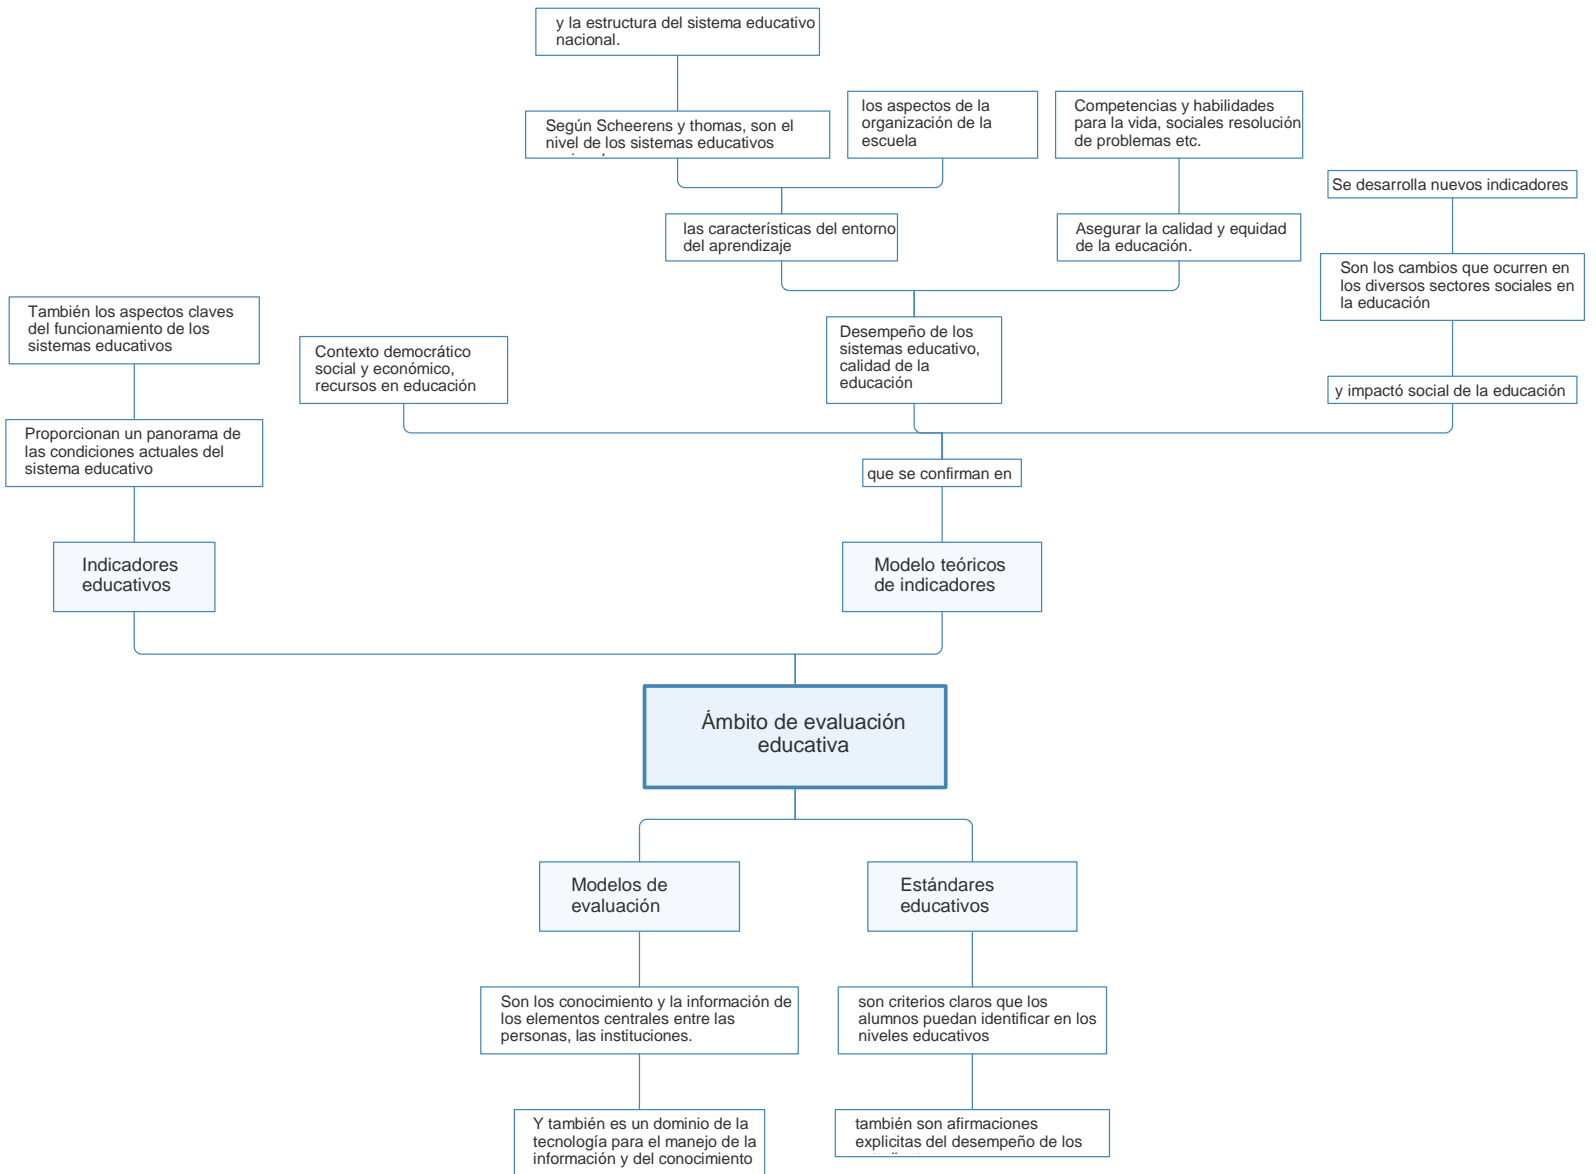 y la estructura del sistema educativo
nacional.
Según Scheerens y thomas, son el
nivel de los sistemas educativos
los aspectos de la
organización de la
escuela
Competencias y habilidades
para la vida, sociales resolución
de problemas etc.
Se desarrolla nuevos indicadores
las características del entorno
del aprendizaje
Asegurar la calidad y equidad
de la educación.
Son los cambios que ocurren en
los diversos sectores sociales en
la educación
También los aspectos claves
del funcionamiento de los
sistemas educativos
Contexto democrático
social y económico,
recursos en educación
Desempeño de los
sistemas educativo,
calidad de la
educación
y impactó social de la educación
Proporcionan un panorama de
las condiciones actuales del
sistema educativo
que se confirman en
Indicadores
educativos
Modelo teóricos
de indicadores
Ámbito de evaluación
educativa
Modelos de
evaluación
Estándares
educativos
Son los conocimiento y la información de
los elementos centrales entre las
personas, las instituciones.
son criterios claros que los
alumnos puedan identificar en los
niveles educativos
Y también es un dominio de la
tecnología para el manejo de la
información y del conocimiento
también son afirmaciones
explicitas del desempeño de los